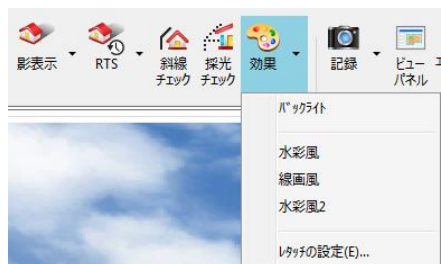 影表示
RTS
斜線
チェック
採光
チェック
効果
記録
ビュー
パネル
ﾊﾞｯｸﾗｲﾄ
水彩風
線画風
水彩風2
ﾚﾀｯﾁの設定(E)...